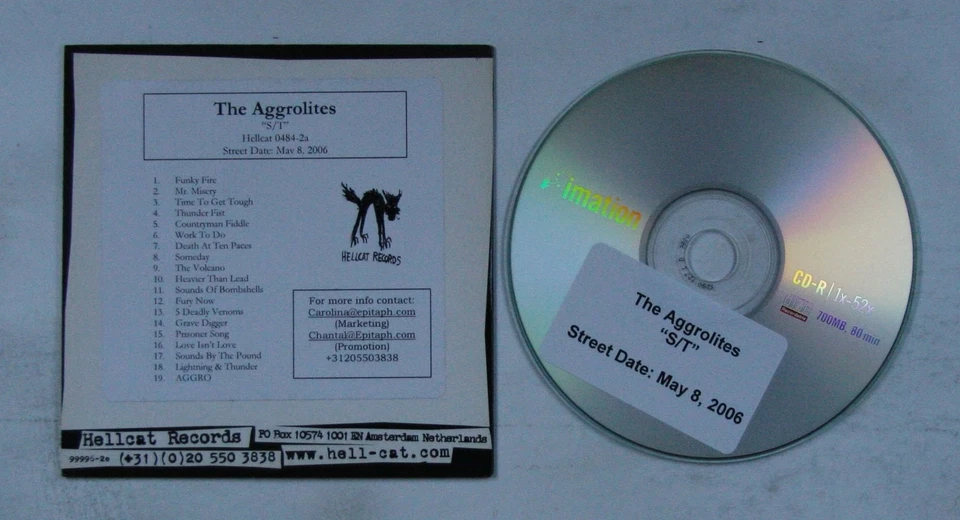 The Aggrolites
"S/T"
Hellcat 0484-2a
Street Date: May 8, 2006
1. Funky Fire
2. Mr. Misery
3. Time To Get Tough
4. Thunder Fist
5. Countryman Fiddle
6. Work To Do
7. Death At Ten Paces
8. Someday
9. The Volcano
10. Heavier Than Lead
11. Sounds Of Bombshells
12. Fury Now
13. 5 Deadly Venoms
14. Grave Digger
15. Prisoner Song
16. Love Isn't Love
17. Sounds By The Pound
18. Lightning & Thunder
19. AGGRO
HELLCAT RECORDS
For more info contact:
Carolina@epitaph.com
(Marketing)
Chantal@Epitaph.com
(Promotion)
+31205503838
Hellcat Records PO Box 10574 1001 EN Amsterdam Netherlands
99996-2a (+31)(0)20 550 3838 www.hell-cat.com
imation
CD-R | 1x-52x
700MB, 80 min
The Aggrolites
"S/T"
Street Date: May 8, 2006